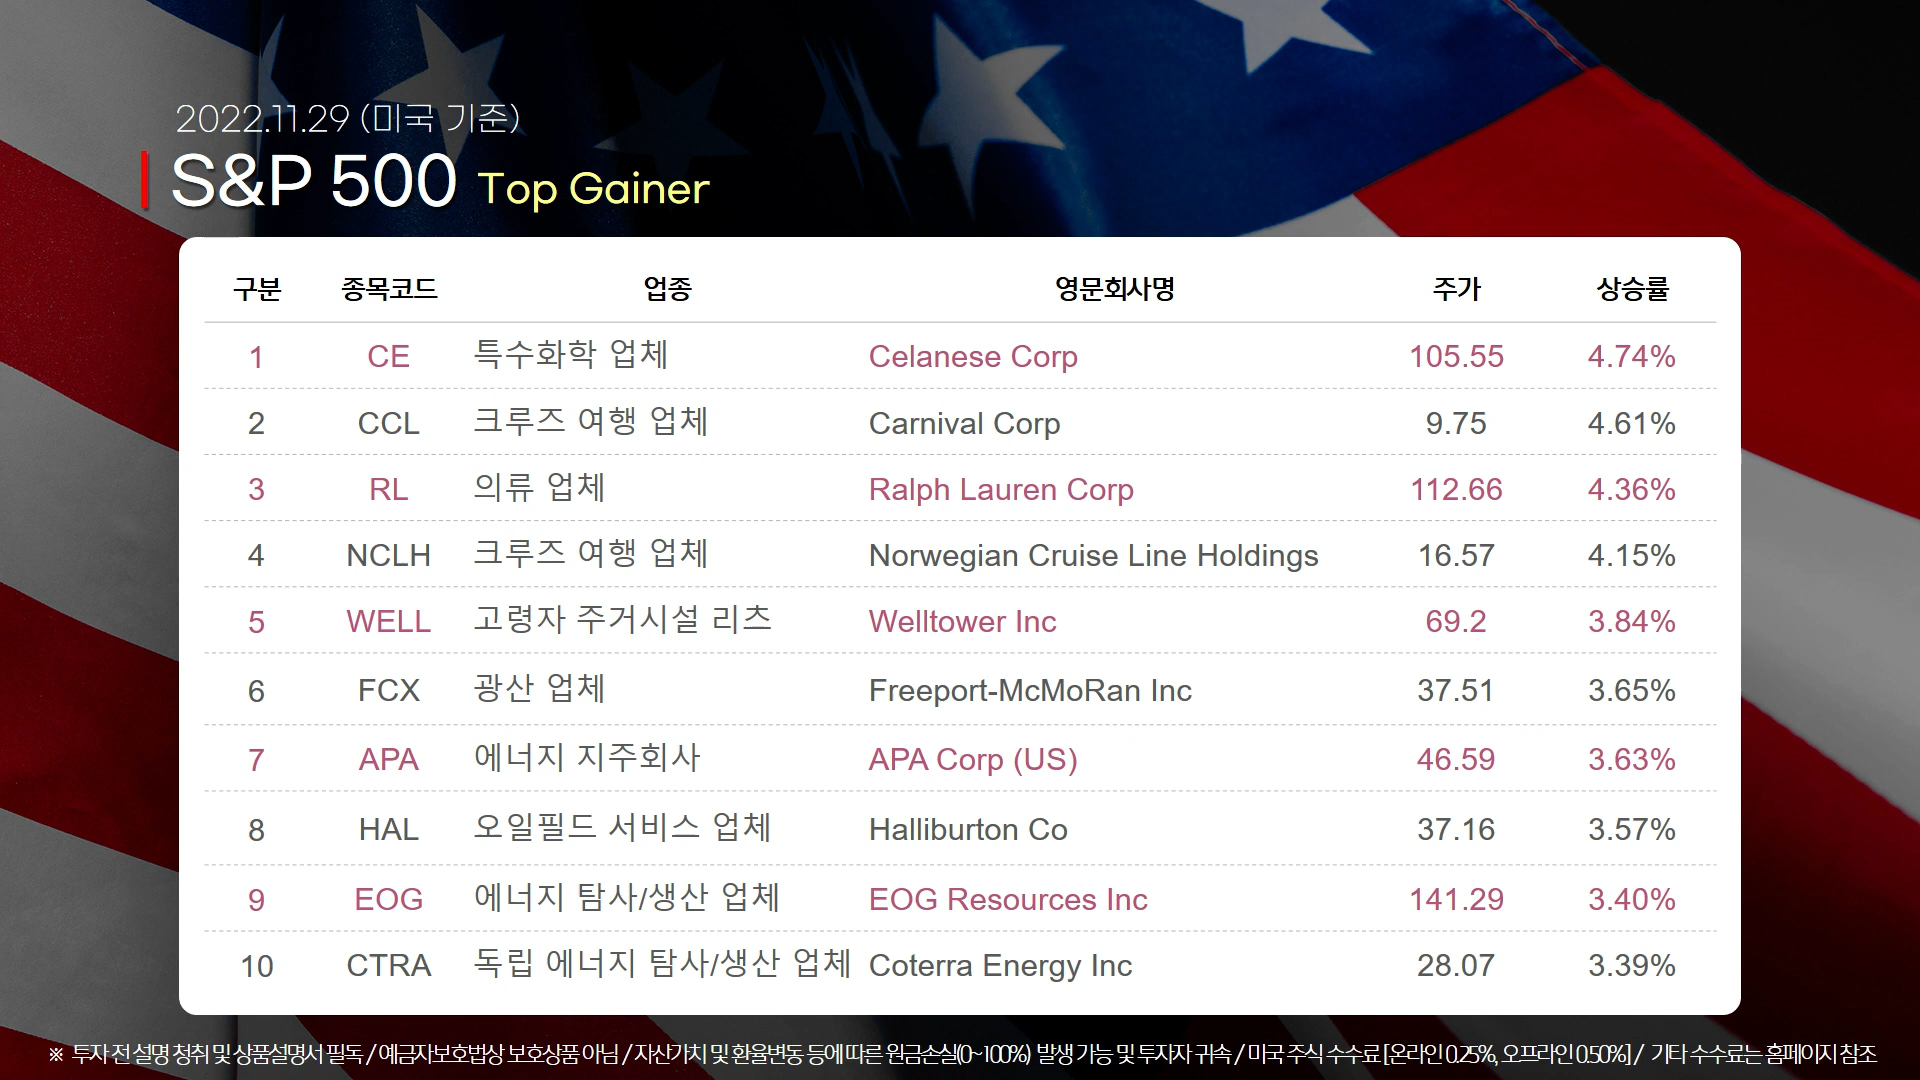 2022.11.29 (미국 기준)
S&P 500 Top Gainer
구분 종목코드 업종 영문회사명 주가 상승률
1 CE 특수화학 업체 Celanese Corp 105.55 4.74%
2 CCL 크루즈 여행 업체 Carnival Corp 9.75 4.61%
3 RL 의류 업체 Ralph Lauren Corp 112.66 4.36%
4 NCLH 크루즈 여행 업체 Norwegian Cruise Line Holdings 16.57 4.15%
5 WELL 고령자 주거시설 리츠 Welltower Inc 69.2 3.84%
6 FCX 광산 업체 Freeport-McMoRan Inc 37.51 3.65%
7 APA 에너지 지주회사 APA Corp (US) 46.59 3.63%
8 HAL 오일필드 서비스 업체 Halliburton Co 37.16 3.57%
9 EOG 에너지 탐사/생산 업체 EOG Resources Inc 141.29 3.40%
10 CTRA 독립 에너지 탐사/생산 업체 Coterra Energy Inc 28.07 3.39%
※ 투자 전 설명 청취 및 상품설명서 필독 / 예금자보호법상 보호상품 아님 / 자산가치 및 환율변동 등에 따른 원금손실(0~100%) 발생 가능 및 투자자 귀속 / 미국 주식 수수료 [온라인 0.25%, 오프라인 0.50%] / 기타 수수료는 홈페이지 참조